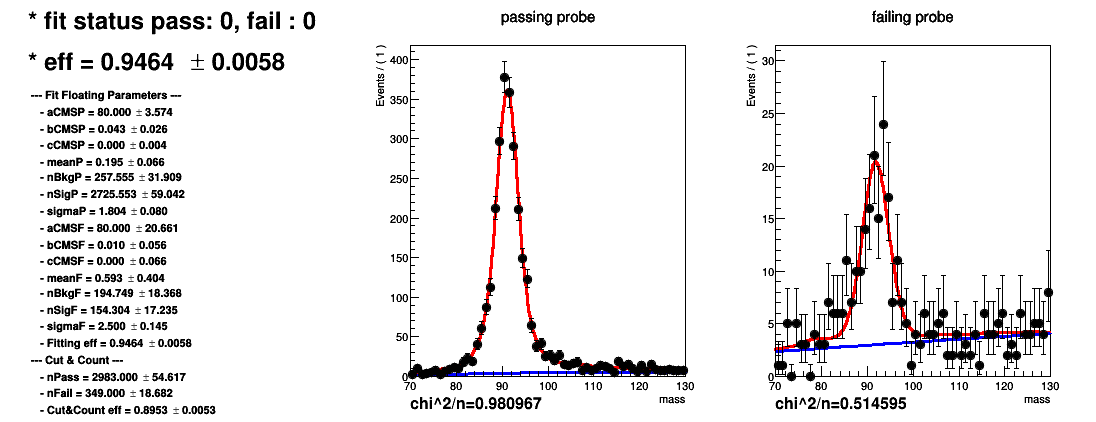 * fit status pass: 0, fail : 0
* eff = 0.9464 ± 0.0058
--- Fit Floating Parameters ---
- aCMSP = 80.000 ± 3.574
- bCMSP = 0.043 ± 0.026
- cCMSP = 0.000 ± 0.004
- meanP = 0.195 ± 0.066
- nBkgP = 257.555 ± 31.909
- nSigP = 2725.553 ± 59.042
- sigmaP = 1.804 ± 0.080
- aCMSF = 80.000 ± 20.661
- bCMSF = 0.010 ± 0.056
- cCMSF = 0.000 ± 0.066
- meanF = 0.593 ± 0.404
- nBkgF = 194.749 ± 18.368
- nSigF = 154.304 ± 17.235
- sigmaF = 2.500 ± 0.145
- Fitting eff = 0.9464 ± 0.0058
--- Cut & Count ---
- nPass = 2983.000 ± 54.617
- nFail = 349.000 ± 18.682
- Cut&Count eff = 0.8953 ± 0.0053
passing probe
Events / ( 1 )
400
350
300
250
200
150
100
50
0
70 80 90 100 110 120 130
mass
chi^2/n=0.980967
failing probe
Events / ( 1 )
30
25
20
15
10
5
0
70 80 90 100 110 120 130
mass
chi^2/n=0.514595